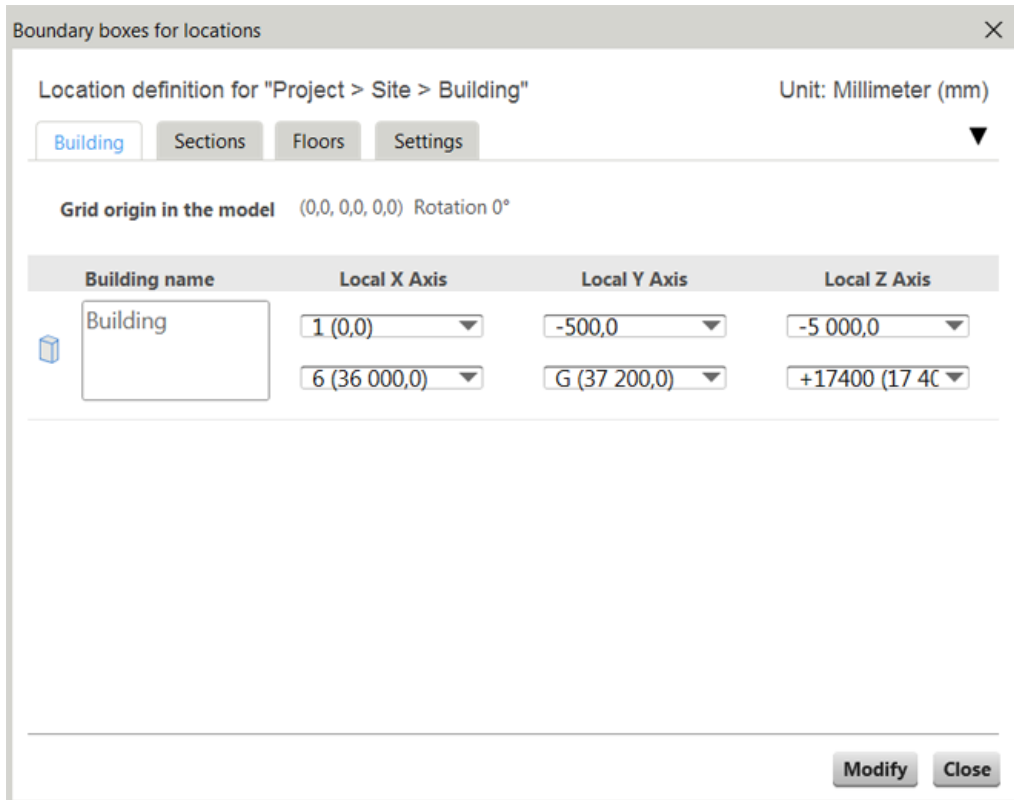 Boundary boxes for locations
Location definition for "Project > Site > Building" Unit: Millimeter (mm)
Building Sections Floors Settings
Grid origin in the model (0,0, 0,0, 0,0) Rotation 0°
Building name Local X Axis Local Y Axis Local Z Axis
Building 1 (0,0) -500,0 -5 000,0
6 (36 000,0) G (37 200,0) +17400 (17 40
Modify Close